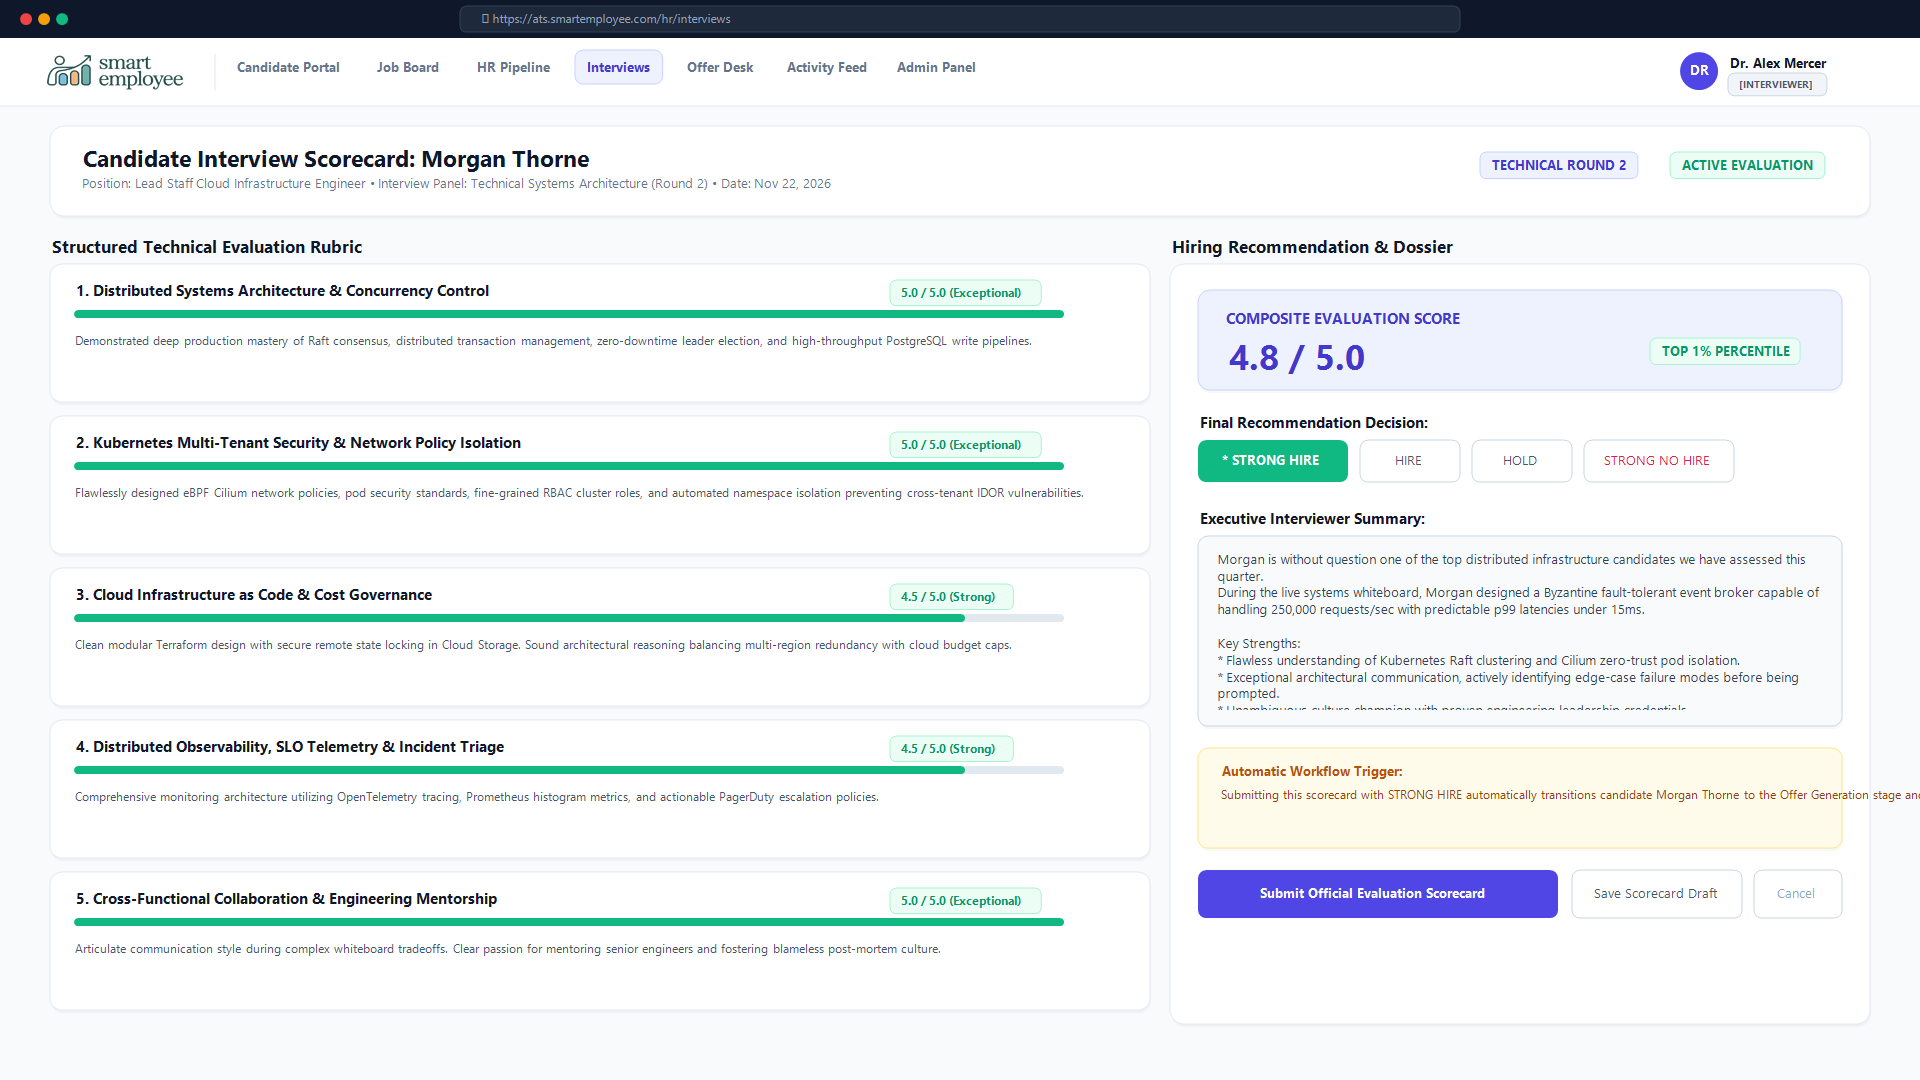 https://ats.smartemployee.com/hr/interviews
smart
employee
Candidate Portal
Job Board
HR Pipeline
Interviews
Offer Desk
Activity Feed
Admin Panel
DR
Dr. Alex Mercer
[INTERVIEWER]
Candidate Interview Scorecard: Morgan Thorne
Position: Lead Staff Cloud Infrastructure Engineer • Interview Panel: Technical Systems Architecture (Round 2) • Date: Nov 22, 2026
TECHNICAL ROUND 2
ACTIVE EVALUATION
Structured Technical Evaluation Rubric
1. Distributed Systems Architecture & Concurrency Control
5.0 / 5.0 (Exceptional)
Demonstrated deep production mastery of Raft consensus, distributed transaction management, zero-downtime leader election, and high-throughput PostgreSQL write pipelines.
2. Kubernetes Multi-Tenant Security & Network Policy Isolation
5.0 / 5.0 (Exceptional)
Flawlessly designed eBPF Cilium network policies, pod security standards, fine-grained RBAC cluster roles, and automated namespace isolation preventing cross-tenant IDOR vulnerabilities.
3. Cloud Infrastructure as Code & Cost Governance
4.5 / 5.0 (Strong)
Clean modular Terraform design with secure remote state locking in Cloud Storage. Sound architectural reasoning balancing multi-region redundancy with cloud budget caps.
4. Distributed Observability, SLO Telemetry & Incident Triage
4.5 / 5.0 (Strong)
Comprehensive monitoring architecture utilizing OpenTelemetry tracing, Prometheus histogram metrics, and actionable PagerDuty escalation policies.
5. Cross-Functional Collaboration & Engineering Mentorship
5.0 / 5.0 (Exceptional)
Articulate communication style during complex whiteboard tradeoffs. Clear passion for mentoring senior engineers and fostering blameless post-mortem culture.
Hiring Recommendation & Dossier
COMPOSITE EVALUATION SCORE
4.8 / 5.0
TOP 1% PERCENTILE
Final Recommendation Decision:
* STRONG HIRE
HIRE
HOLD
STRONG NO HIRE
Executive Interviewer Summary:
Morgan is without question one of the top distributed infrastructure candidates we have assessed this
quarter.
During the live systems whiteboard, Morgan designed a Byzantine fault-tolerant event broker capable of
handling 250,000 requests/sec with predictable p99 latencies under 15ms.
Key Strengths:
* Flawless understanding of Kubernetes Raft clustering and Cilium zero-trust pod isolation.
* Exceptional architectural communication, actively identifying edge-case failure modes before being
prompted.
* Unambiguous culture champion with proven engineering leadership credentials
Automatic Workflow Trigger:
Submitting this scorecard with STRONG HIRE automatically transitions candidate Morgan Thorne to the Offer Generation stage and
Submit Official Evaluation Scorecard
Save Scorecard Draft
Cancel